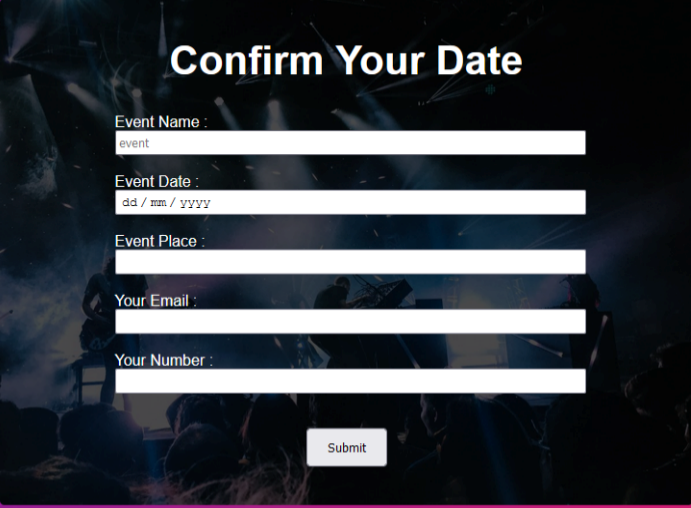 Confirm Your Date
Event Name :
event
Event Date :
dd / mm / yyyy
Event Place :
Your Email :
Your Number :
Submit